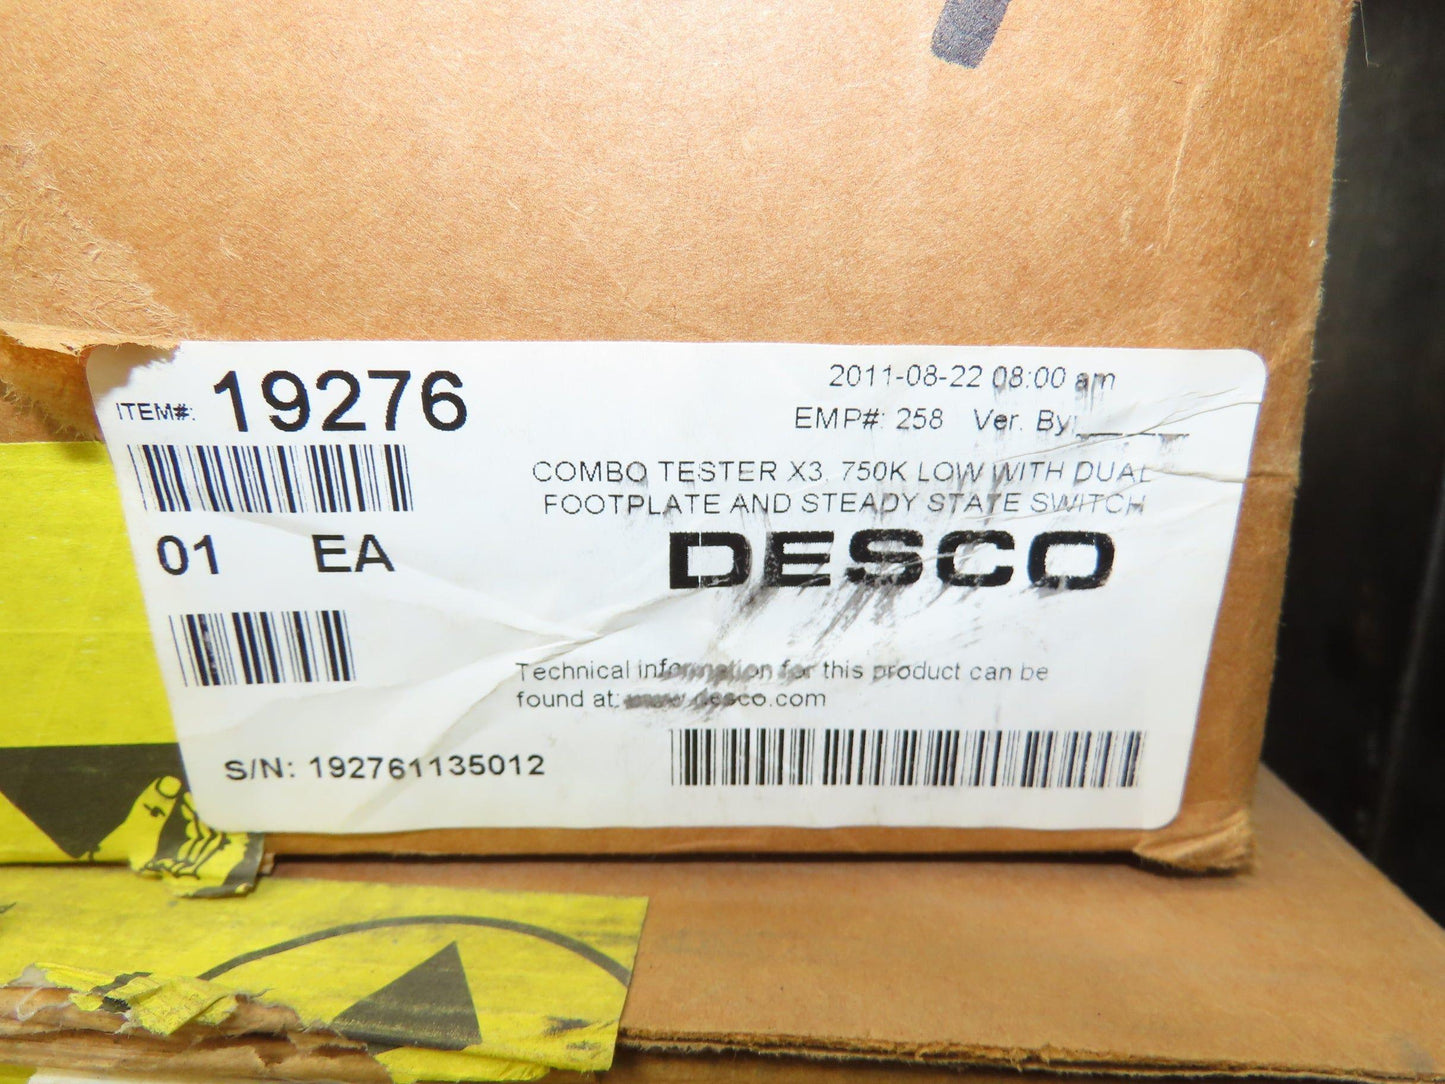 ITEM#: 19276
2011-08-22 08:00 am
EMP#: 258 Ver. By:
COMBO TESTER X3, 750K LOW WITH DUAL
FOOTPLATE AND STEADY STATE SWITCH
01 EA
DESCO
Technical information for this product can be
found at: www.desco.com
S/N: 192761135012